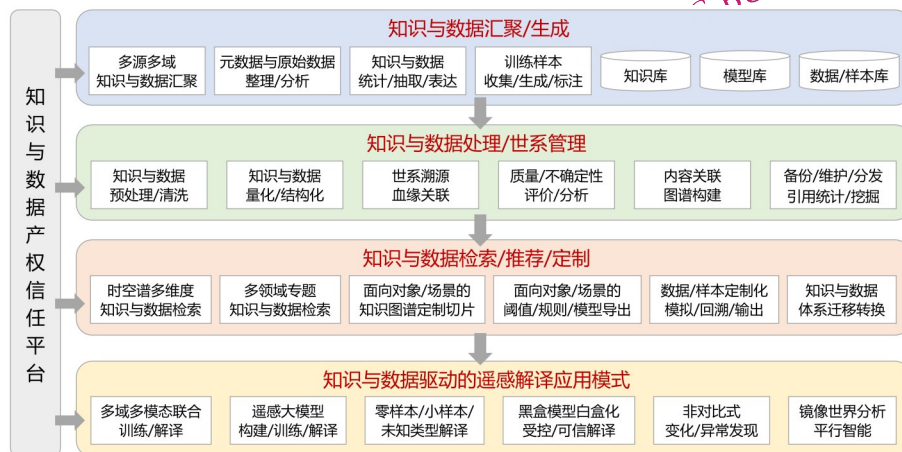 知识与数据产权信任平台
知识与数据汇聚/生成
多源多域
知识与数据汇聚
元数据与原始数据
整理/分析
知识与数据
统计/抽取/表达
训练样本
收集/生成/标注
知识库
模型库
数据/样本库
知识与数据处理/世系管理
知识与数据
预处理/清洗
知识与数据
量化/结构化
世系溯源
血缘关联
质量/不确定性
评价/分析
内容关联
图谱构建
备份/维护/分发
引用统计/挖掘
知识与数据检索/推荐/定制
时空谱多维度
知识与数据检索
多领域专题
知识与数据检索
面向对象/场景的
知识图谱定制切片
面向对象/场景的
阈值/规则/模型导出
数据/样本定制化
模拟/回溯/输出
知识与数据
体系迁移转换
知识与数据驱动的遥感解译应用模式
多域多模态联合
训练/解译
遥感大模型
构建/训练/解译
零样本/小样本/
未知类型解译
黑盒模型白盒化
受控/可信解译
非对比式
变化/异常发现
镜像世界分析
平行智能